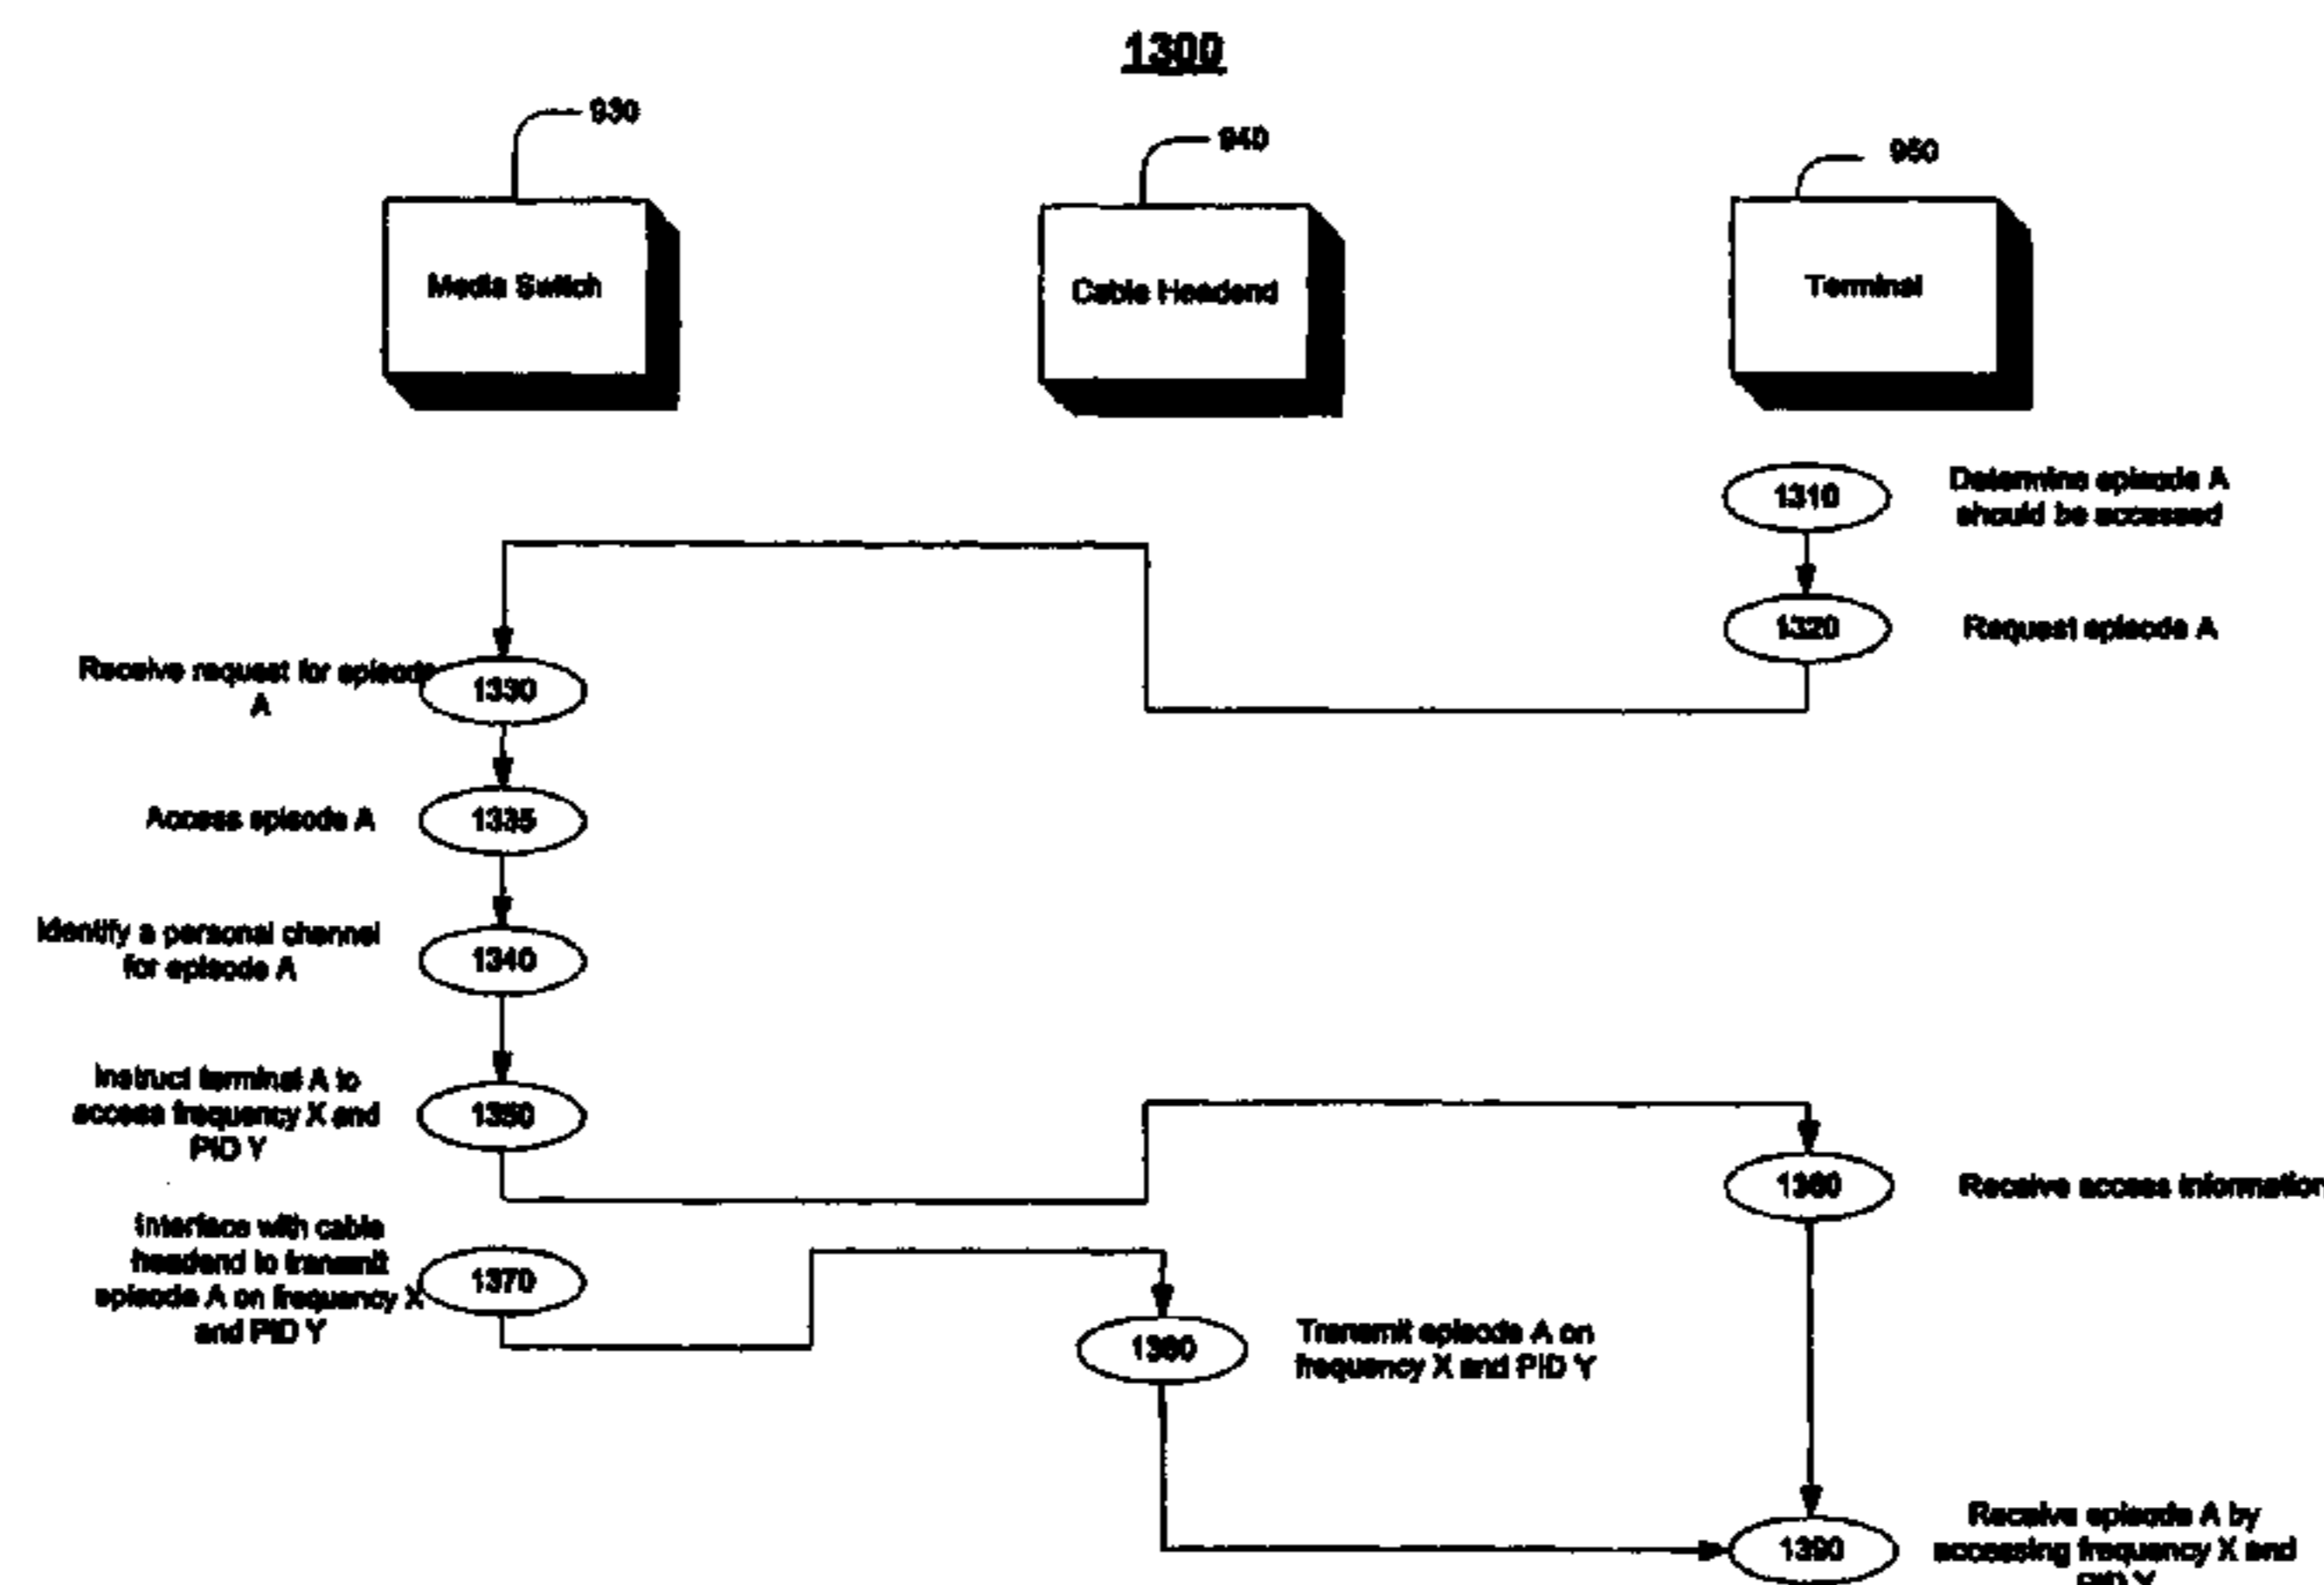 1300
930
940
950
Media Switch
Cable Headend
Terminal
1310
Determine episode A
should be accessed
1320
Request episode A
Receive request for episode
A
1330
Access episode A
1335
Identify a personal channel
for episode A
1340
Instruct terminal A to
access frequency X and
PID Y
1350
1360
Receive access information
Interface with cable
headend to transmit
episode A on frequency X
and PID Y
1370
1380
Transmit episode A on
frequency X and PID Y
1390
Receive episode A by
accessing frequency X and
PID Y